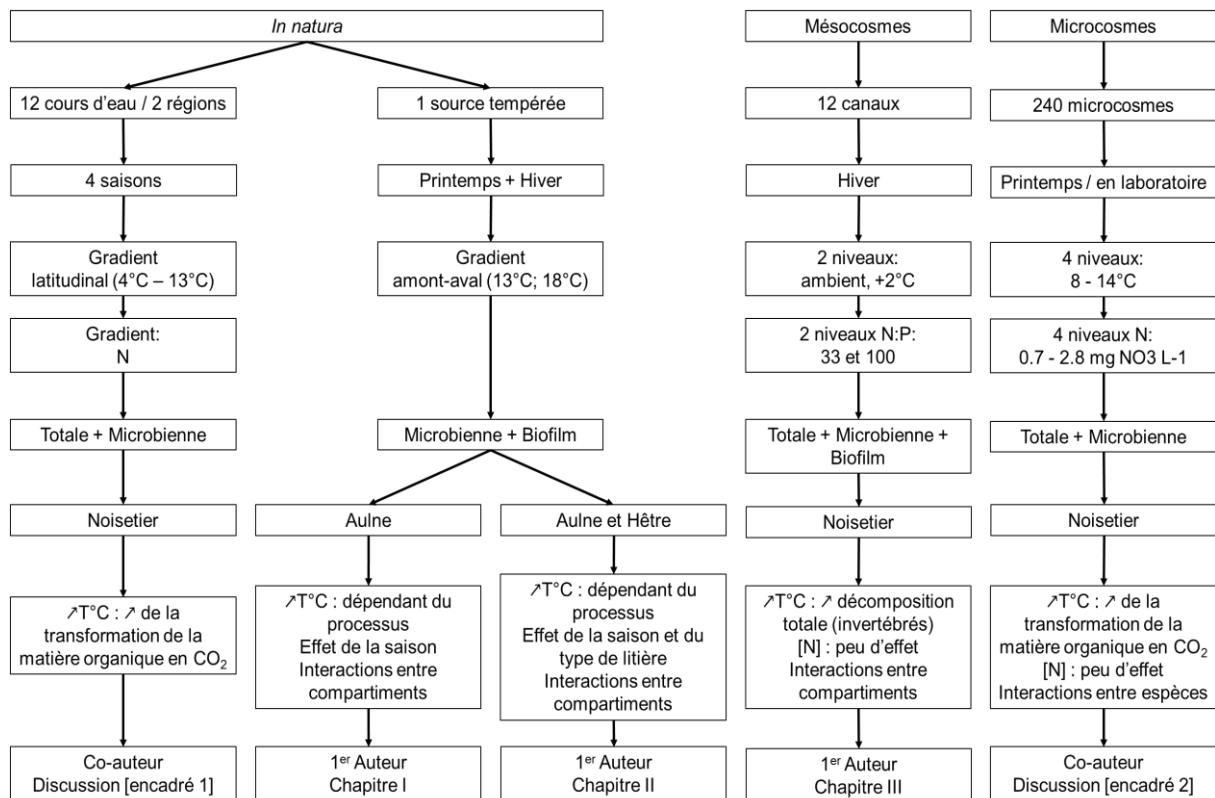 In natura
Mésocosmes
Microcosmes
12 cours d'eau / 2 régions
1 source tempérée
12 canaux
240 microcosmes
4 saisons
Printemps + Hiver
Hiver
Printemps / en laboratoire
Gradient
latitudinal (4°C – 13°C)
Gradient
amont-aval (13°C; 18°C)
2 niveaux:
ambient, +2°C
4 niveaux:
8 - 14°C
Gradient:
N
2 niveaux N:P:
33 et 100
4 niveaux N:
0.7 - 2.8 mg NO3 L-1
Totale + Microbienne
Microbienne + Biofilm
Totale + Microbienne +
Biofilm
Totale + Microbienne
Noisetier
Aulne
Aulne et Hêtre
Noisetier
Noisetier
↗T°C : ↗ de la
transformation de la
matière organique en CO₂
↗T°C : dépendant du
processus
Effet de la saison
Interactions entre
compartiments
↗T°C : dépendant du
processus
Effet de la saison et du
type de litière
Interactions entre
compartiments
↗T°C : ↗ décomposition
totale (invertébrés)
[N] : peu d'effet
Interactions entre
compartiments
↗T°C : ↗ de la
transformation de la
matière organique en CO₂
[N] : peu d'effet
Interactions entre espèces
Co-auteur
Discussion [encadré 1]
1er Auteur
Chapitre I
1er Auteur
Chapitre II
1er Auteur
Chapitre III
Co-auteur
Discussion [encadré 2]